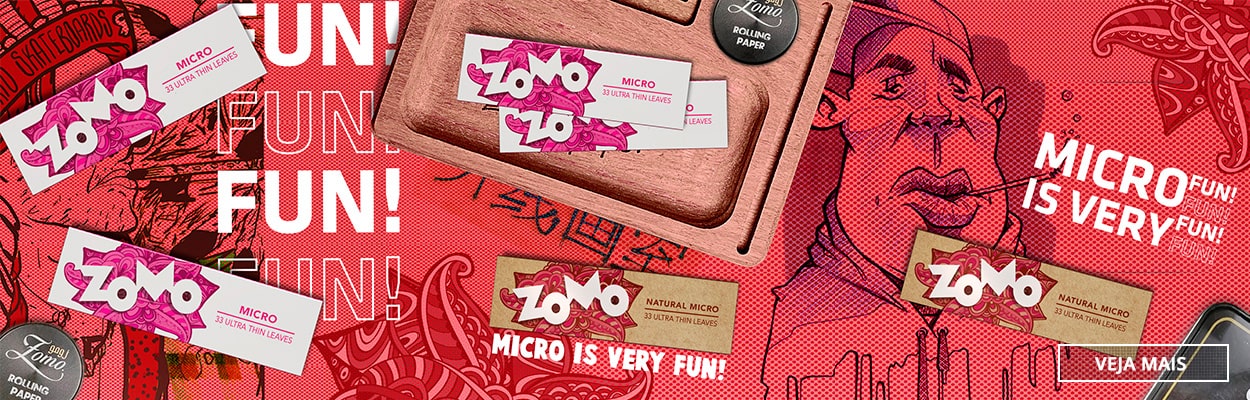 SKATEBOARDS
ZOMO
MICRO
33 ULTRA THIN LEAVES
FUN!
FUN!
FUN!
FUN!
ZOMO
MICRO
33 ULTRA THIN LEAVES
ZO
LEAVES
Zomo
ROLLING
PAPER
MICRO FUN!
FUN!
IS VERY FUN!
FUN!
ZOMO
MICRO
33 ULTRA THIN LEAVES
Zomo
ROLLING
PAPER
ZOMO
NATURAL MICRO
33 ULTRA THIN LEAVES
MICRO IS VERY FUN!
ZOMO
NATURAL MICRO
33 ULTRA THIN LEAVES
VEJA MAIS